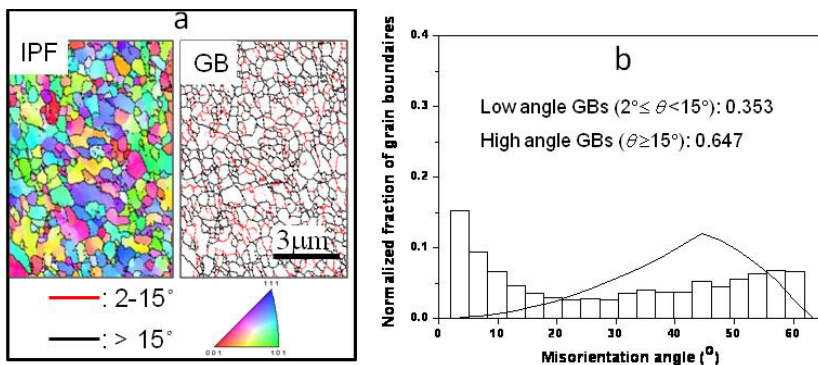 a
IPF
GB
3μm
: 2-15°
: > 15°
111
001
101
b
Low angle GBs (2°≤ θ<15°): 0.353
High angle GBs (θ≥15°): 0.647
Normalized fraction of grain boundaires
0.4
0.3
0.2
0.1
0.0
0
10
20
30
40
50
60
Misorientation angle (°)